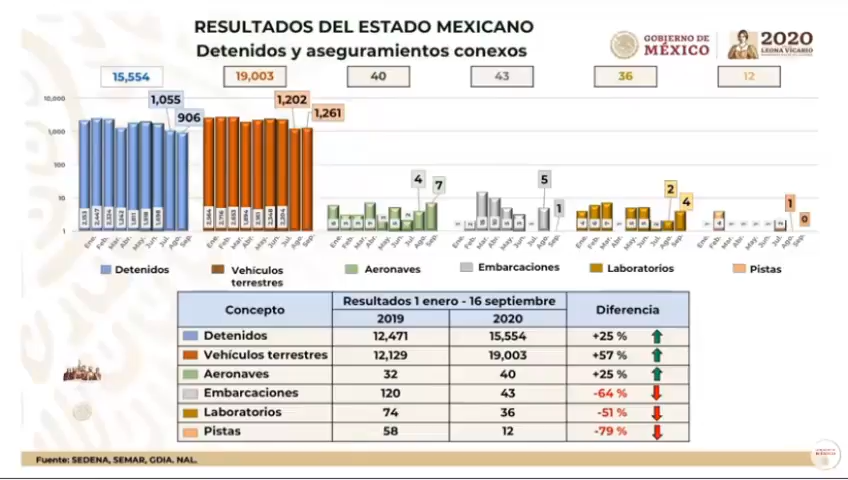 RESULTADOS DEL ESTADO MEXICANO
Detenidos y aseguramientos conexos
GOBIERNO DE
MÉXICO
2020
LEONA VICARIO
15,554
19,003
40
43
36
12
10,000
1,000
100
10
1
1,055
906
1,202
1,261
4
7
5
1
2
4
1
0
Detenidos
Vehículos
terrestres
Aeronaves
Embarcaciones
Laboratorios
Pistas
Concepto
Resultados 1 enero - 16 septiembre
Diferencia
2019
2020
Detenidos 12,471 15,554 +25 %
Vehículos terrestres 12,129 19,003 +57 %
Aeronaves 32 40 +25 %
Embarcaciones 120 43 -64 %
Laboratorios 74 36 -51 %
Pistas 58 12 -79 %
Fuente: SEDENA, SEMAR, GDIA. NAL.